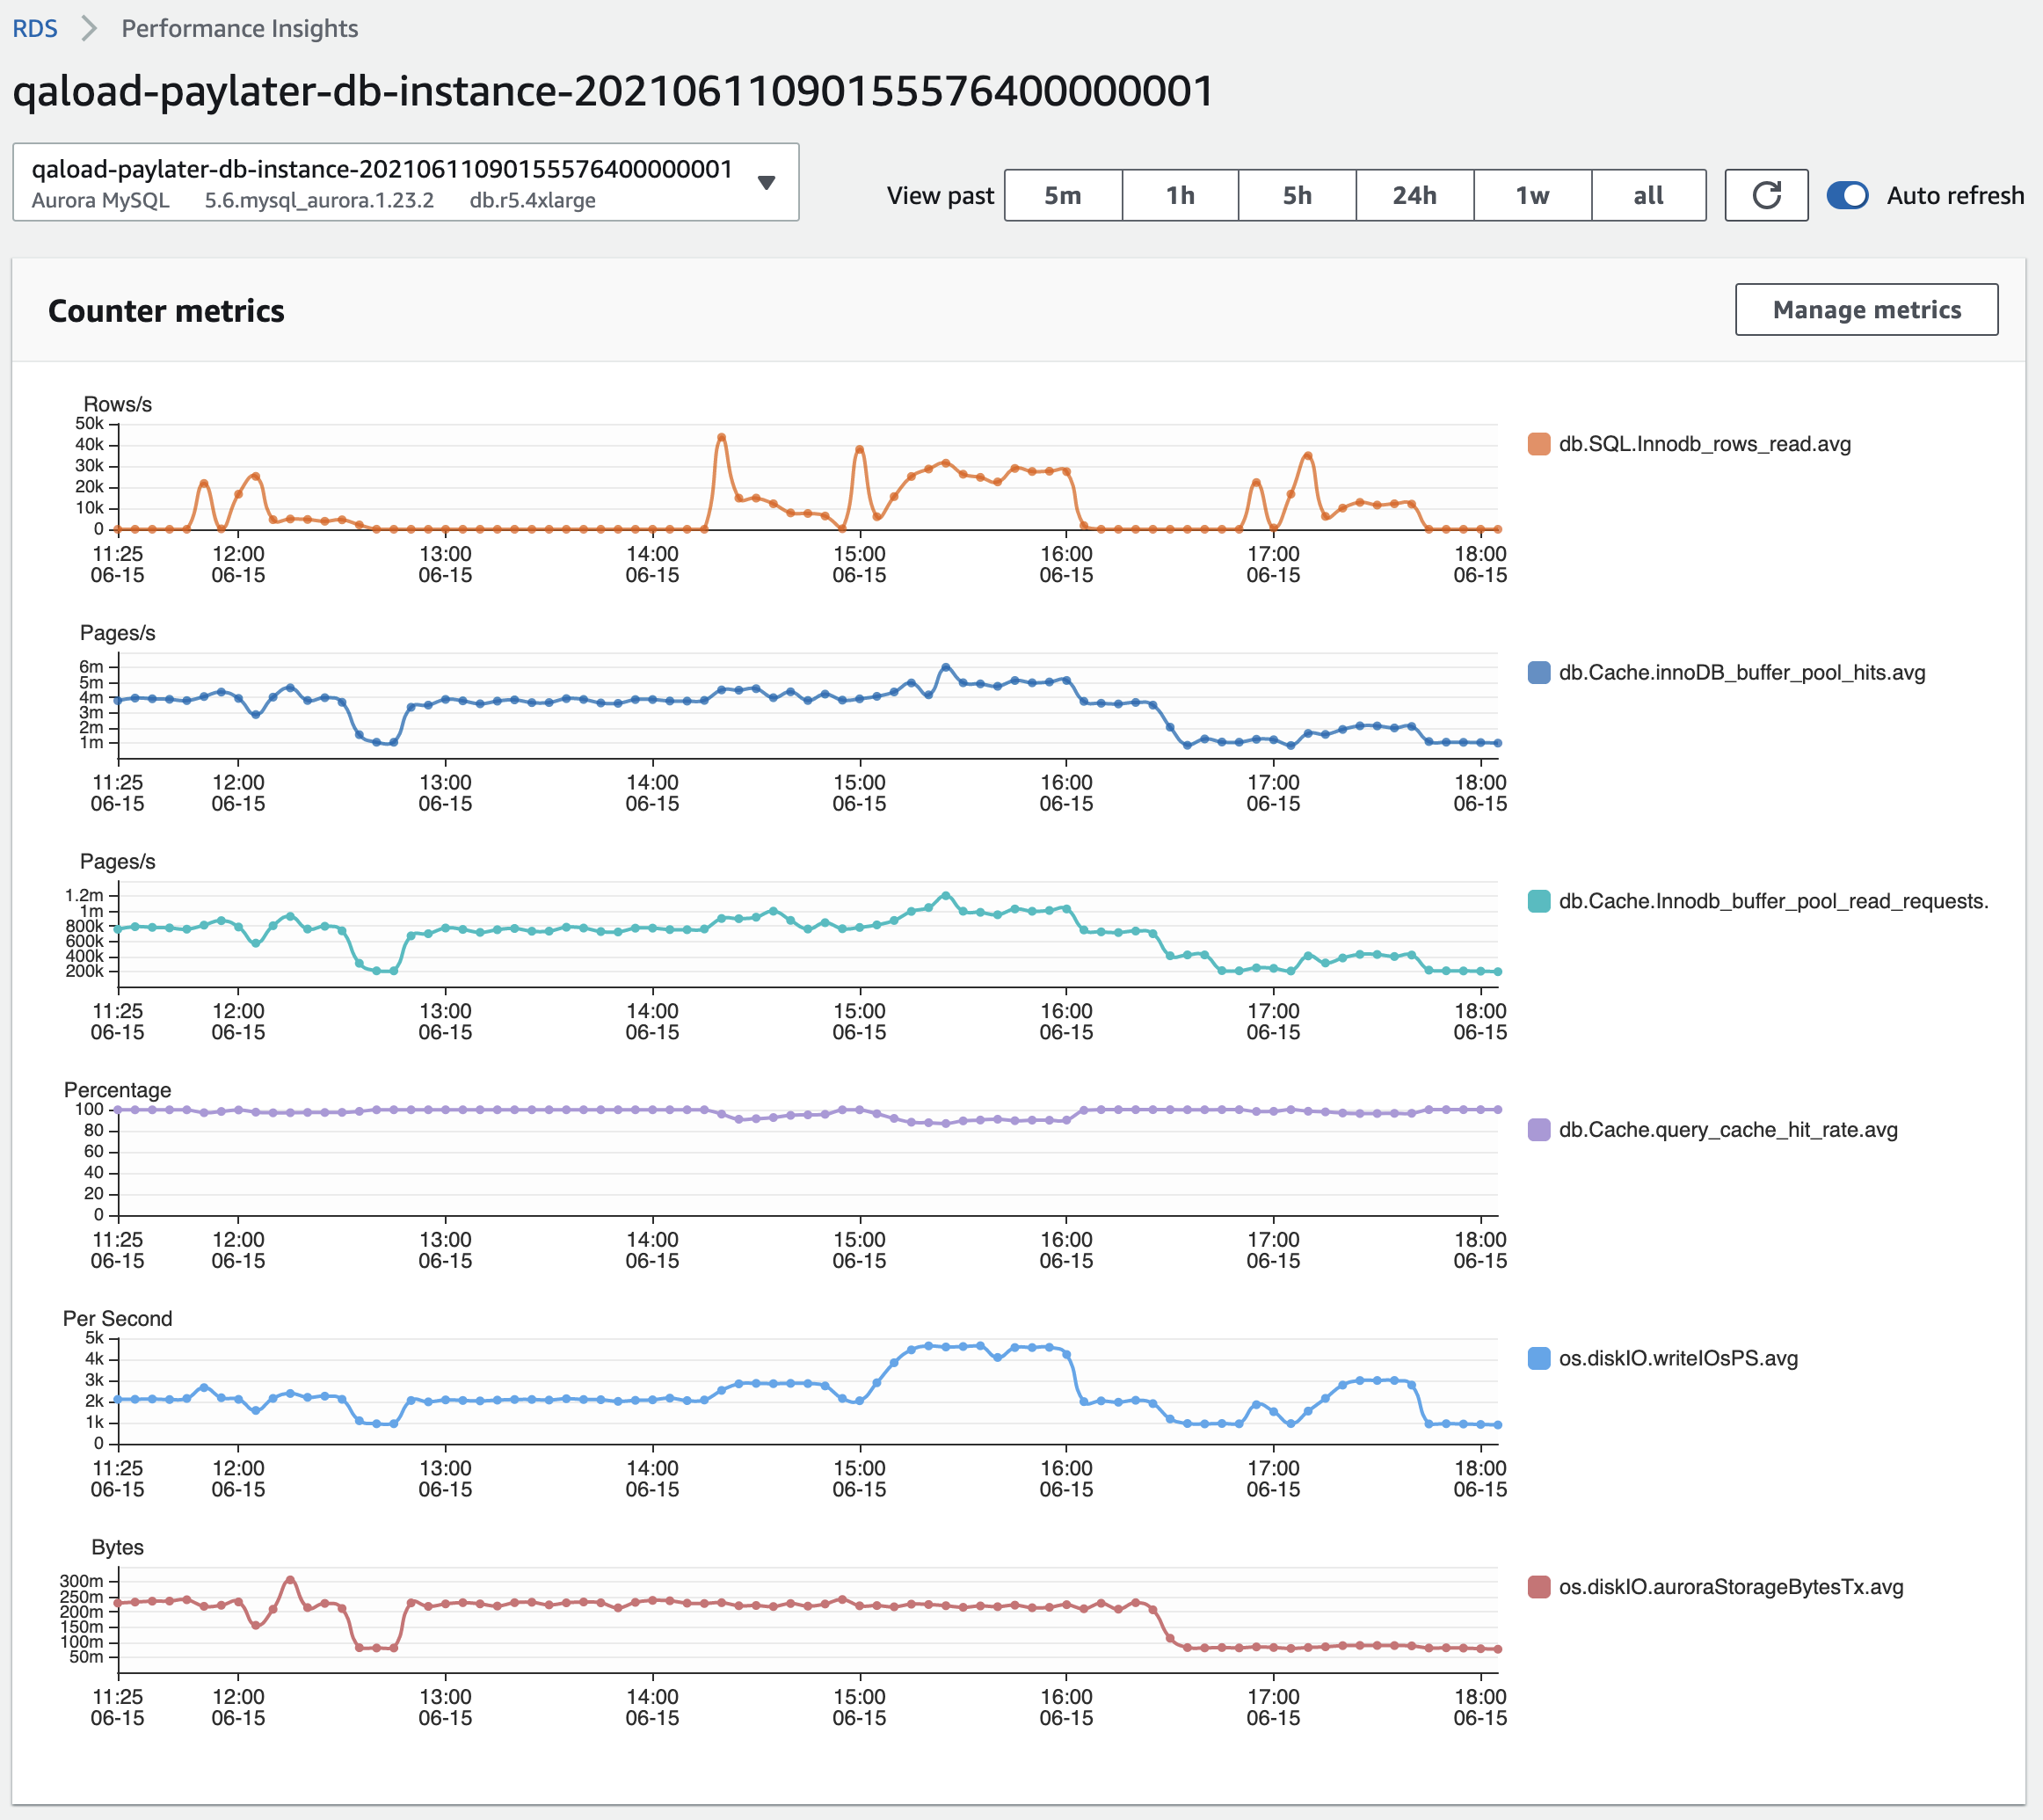 RDS > Performance Insights
qaload-paylater-db-instance-20210611090155576400000001
qaload-paylater-db-instance-20210611090155576400000001
Aurora MySQL 5.6.mysql_aurora.1.23.2 db.r5.4xlarge
View past 5m 1h 5h 24h 1w all Auto refresh
Counter metrics
Manage metrics
Rows/s
50k
40k
30k
20k
10k
0
11:25 12:00 13:00 14:00 15:00 16:00 17:00 18:00
06-15 06-15 06-15 06-15 06-15 06-15 06-15 06-15
db.SQL.Innodb_rows_read.avg
Pages/s
6m
5m
4m
3m
2m
1m
11:25 12:00 13:00 14:00 15:00 16:00 17:00 18:00
06-15 06-15 06-15 06-15 06-15 06-15 06-15 06-15
db.Cache.innoDB_buffer_pool_hits.avg
Pages/s
1.2m
1m
800k
600k
400k
200k
11:25 12:00 13:00 14:00 15:00 16:00 17:00 18:00
06-15 06-15 06-15 06-15 06-15 06-15 06-15 06-15
db.Cache.Innodb_buffer_pool_read_requests.
Percentage
100
80
60
40
20
0
11:25 12:00 13:00 14:00 15:00 16:00 17:00 18:00
06-15 06-15 06-15 06-15 06-15 06-15 06-15 06-15
db.Cache.query_cache_hit_rate.avg
Per Second
5k
4k
3k
2k
1k
0
11:25 12:00 13:00 14:00 15:00 16:00 17:00 18:00
06-15 06-15 06-15 06-15 06-15 06-15 06-15 06-15
os.diskIO.writeIOsPS.avg
Bytes
300m
250m
200m
150m
100m
50m
11:25 12:00 13:00 14:00 15:00 16:00 17:00 18:00
06-15 06-15 06-15 06-15 06-15 06-15 06-15 06-15
os.diskIO.auroraStorageBytesTx.avg